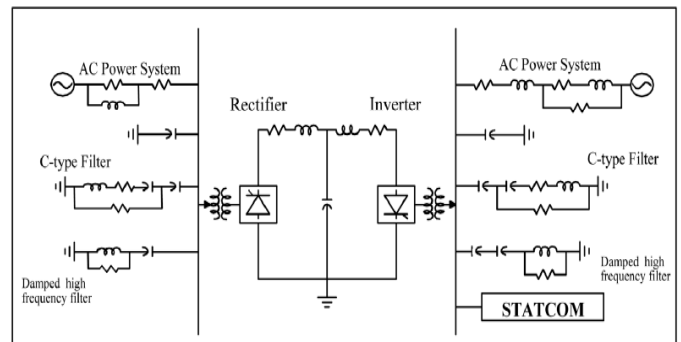 AC Power System
AC Power System
Rectifier
Inverter
C-type Filter
C-type Filter
Damped high
frequency filter
Damped high
frequency filter
STATCOM